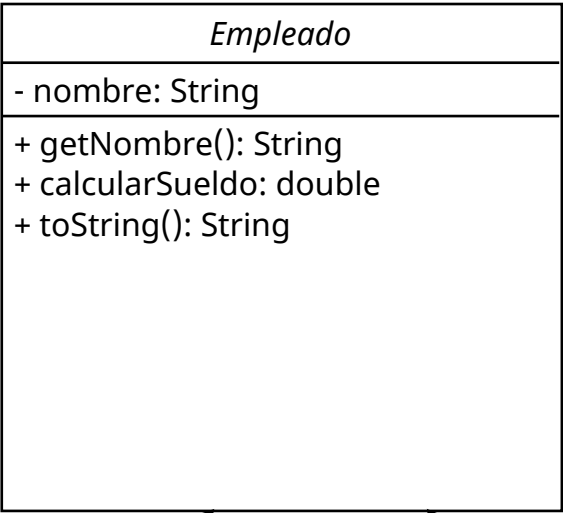 Empleado
- nombre: String
+ getNombre(): String
+ calcularSueldo: double
+ toString(): String